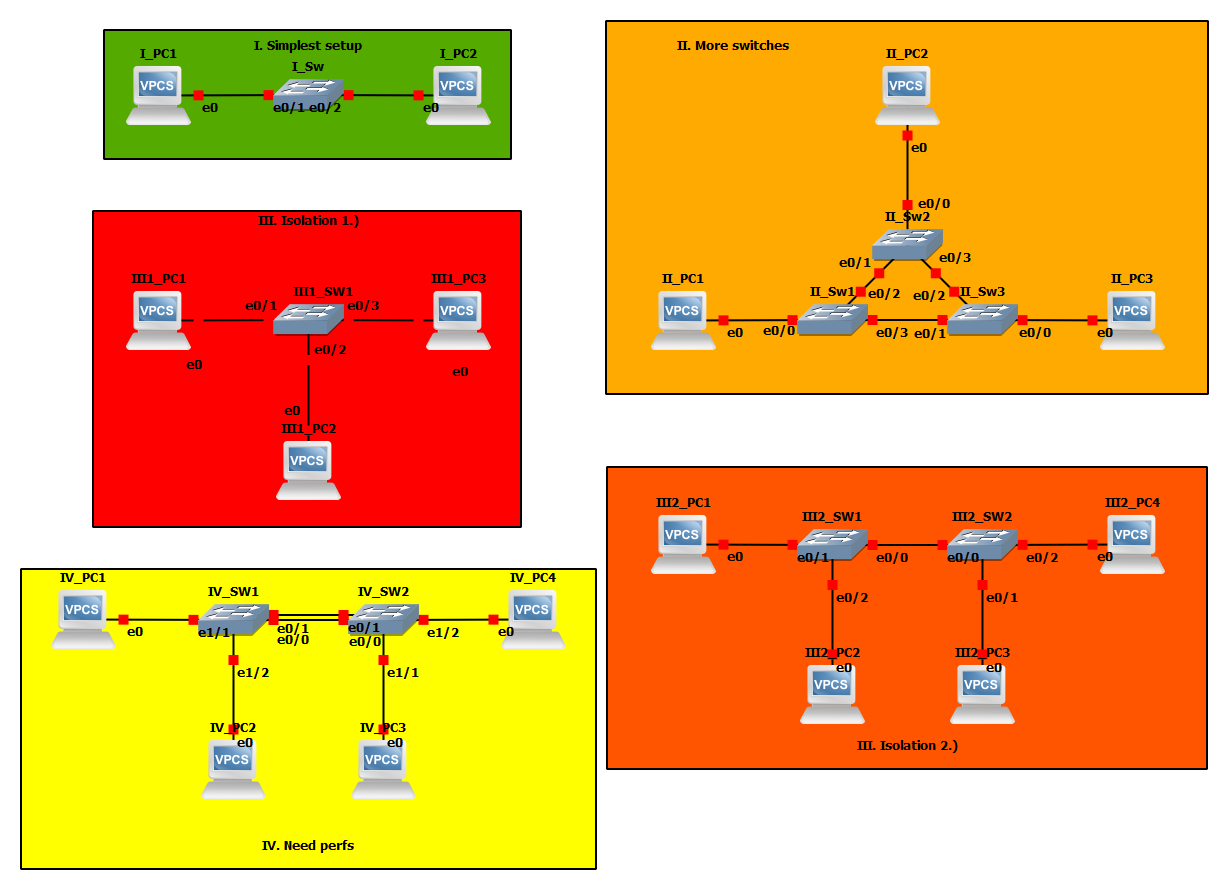 I. Simplest setup
I_PC1
I_Sw
I_PC2
VPCS
VPCS
e0
e0/1
e0/2
e0
II. More switches
II_PC2
VPCS
e0
e0/0
II_Sw2
e0/1
e0/3
II_PC1
II_Sw1
e0/2
e0/2
II_Sw3
II_PC3
VPCS
VPCS
e0
e0/0
e0/3
e0/1
e0/0
e0
III. Isolation 1.)
III1_PC1
III1_SW1
III1_PC3
e0/1
e0/3
VPCS
VPCS
e0/2
e0
e0
e0
III1_PC2
VPCS
III2_PC1
III2_SW1
III2_SW2
III2_PC4
VPCS
VPCS
e0
e0/1
e0/0
e0/0
e0/2
e0
e0/2
e0/1
III2_PC2
III2_PC3
e0
e0
VPCS
VPCS
III. Isolation 2.)
IV_PC1
IV_SW1
IV_SW2
IV_PC4
VPCS
VPCS
e0
e1/1
e0/1
e0/0
e0/1
e0/0
e1/2
e0
e1/2
e1/1
IV_PC2
IV_PC3
e0
e0
VPCS
VPCS
IV. Need perfs